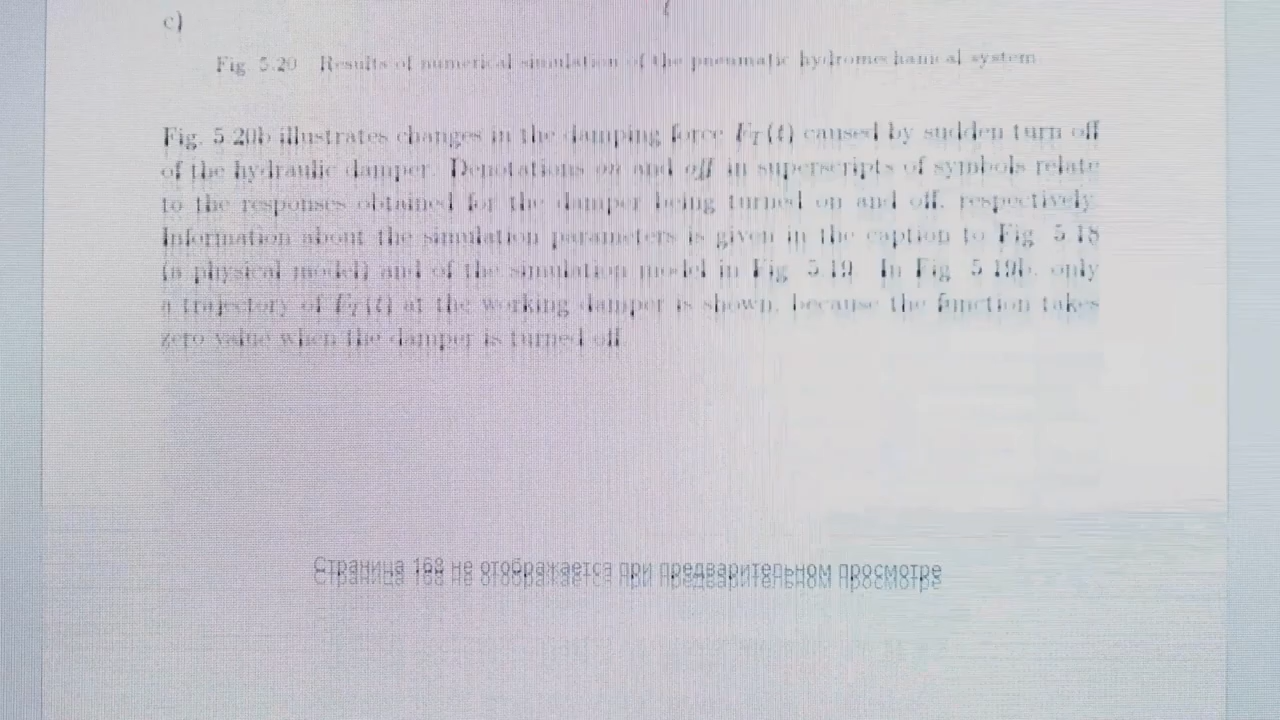 c)
t
Fig. 5.20 Results of numerical simulation of the pneumatic hydromechanical system
Fig. 5.20b illustrates changes in the damping force F_T(t) caused by sudden turn off
of the hydraulic damper. Denotations on and off in superscripts of symbols relate
to the responses obtained for the damper being turned on and off, respectively.
Information about the simulation parameters is given in the caption to Fig. 5.18
(a physical model) and of the simulation model in Fig. 5.19. In Fig. 5.19b, only
a trajectory of F_T(t) at the working damper is shown, because the function takes
zero value when the damper is turned off.
Страница 168 не отображается при предварительном просмотре